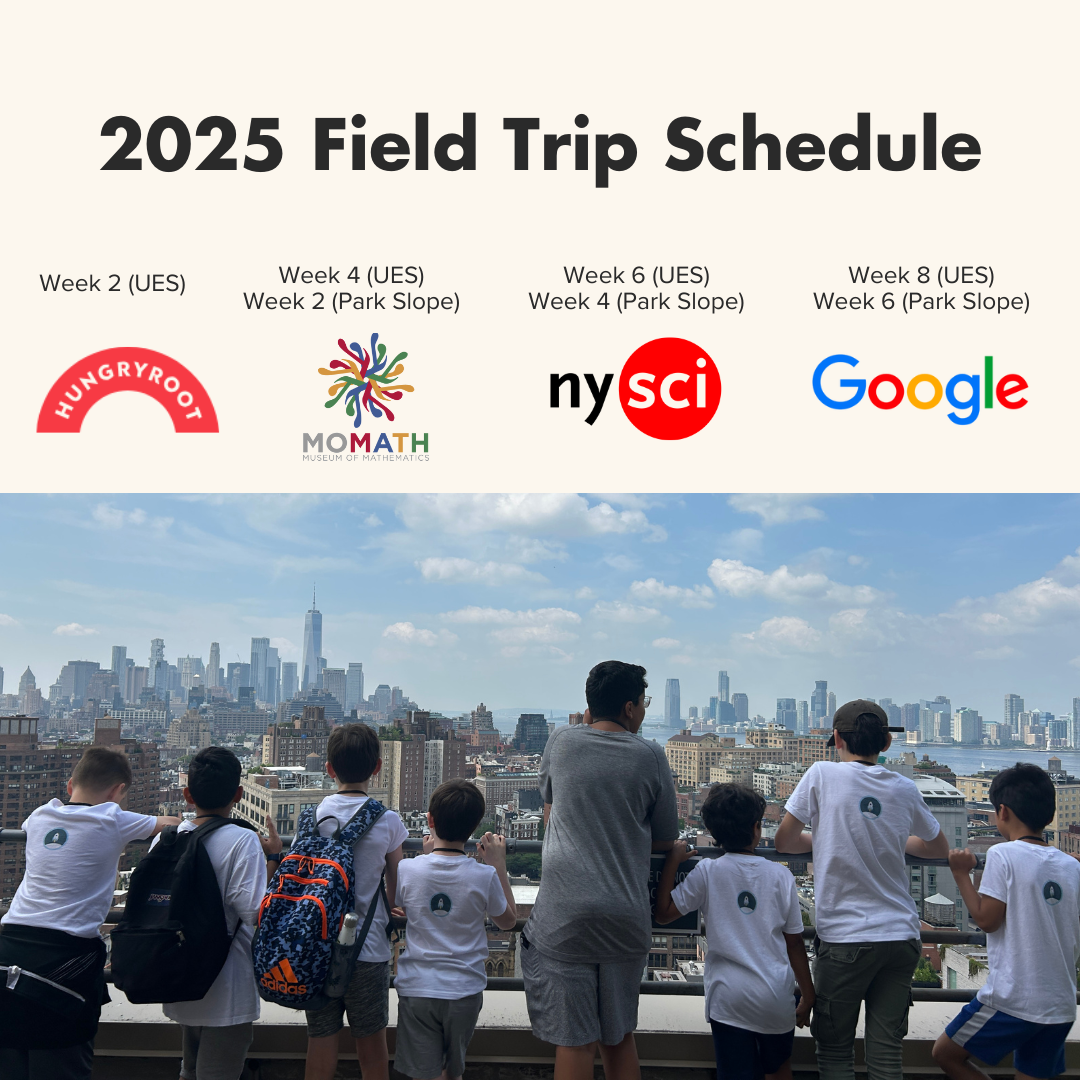 2025 Field Trip Schedule
Week 2 (UES)
HUNGRYROOT
Week 4 (UES)
Week 2 (Park Slope)
MOMATH
MUSEUM OF MATHEMATICS
Week 6 (UES)
Week 4 (Park Slope)
nysci
Week 8 (UES)
Week 6 (Park Slope)
Google
adidas